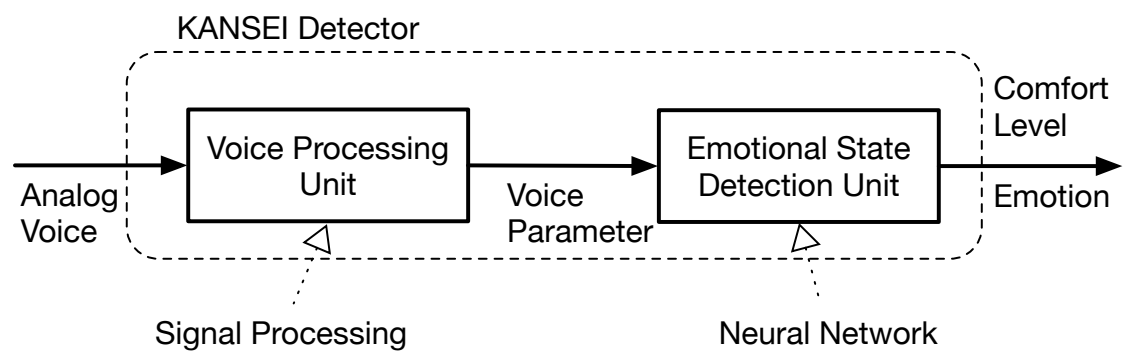 KANSEI Detector
Analog
Voice
Voice Processing
Unit
Voice
Parameter
Emotional State
Detection Unit
Comfort
Level
Emotion
Signal Processing
Neural Network